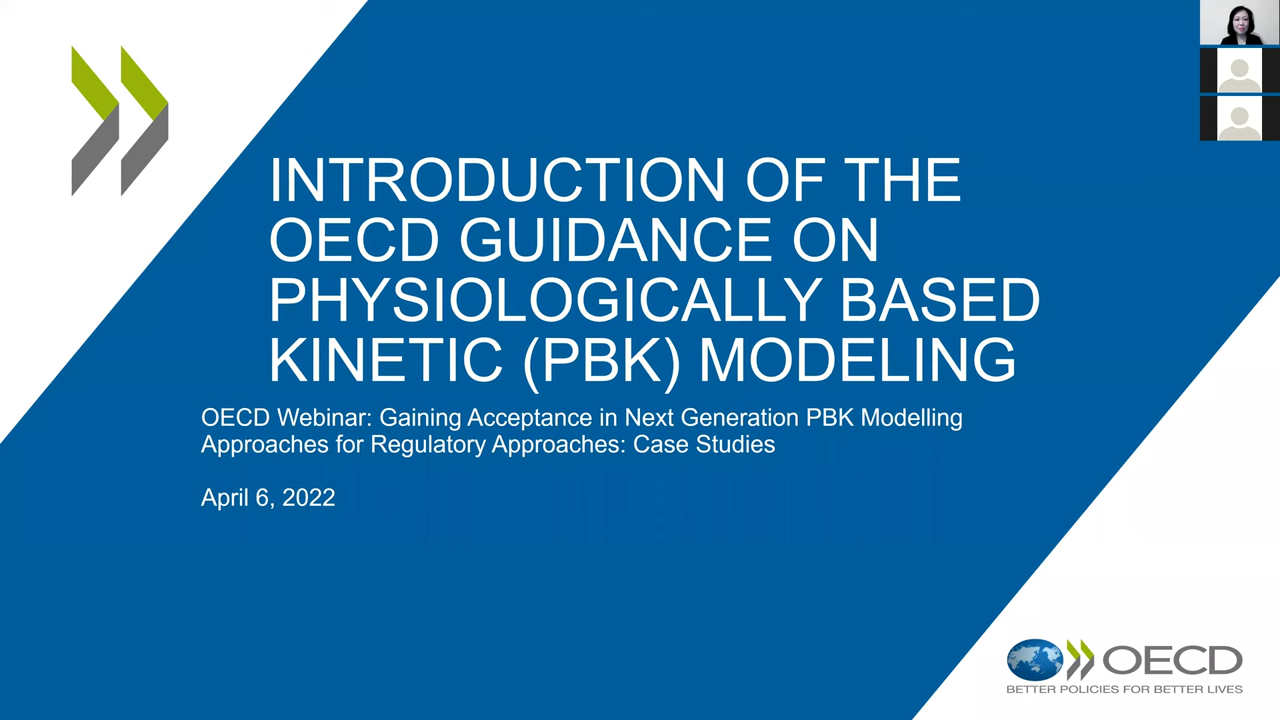 INTRODUCTION OF THE
OECD GUIDANCE ON
PHYSIOLOGICALLY BASED
KINETIC (PBK) MODELING
OECD Webinar: Gaining Acceptance in Next Generation PBK Modelling
Approaches for Regulatory Approaches: Case Studies
April 6, 2022
OECD
BETTER POLICIES FOR BETTER LIVES